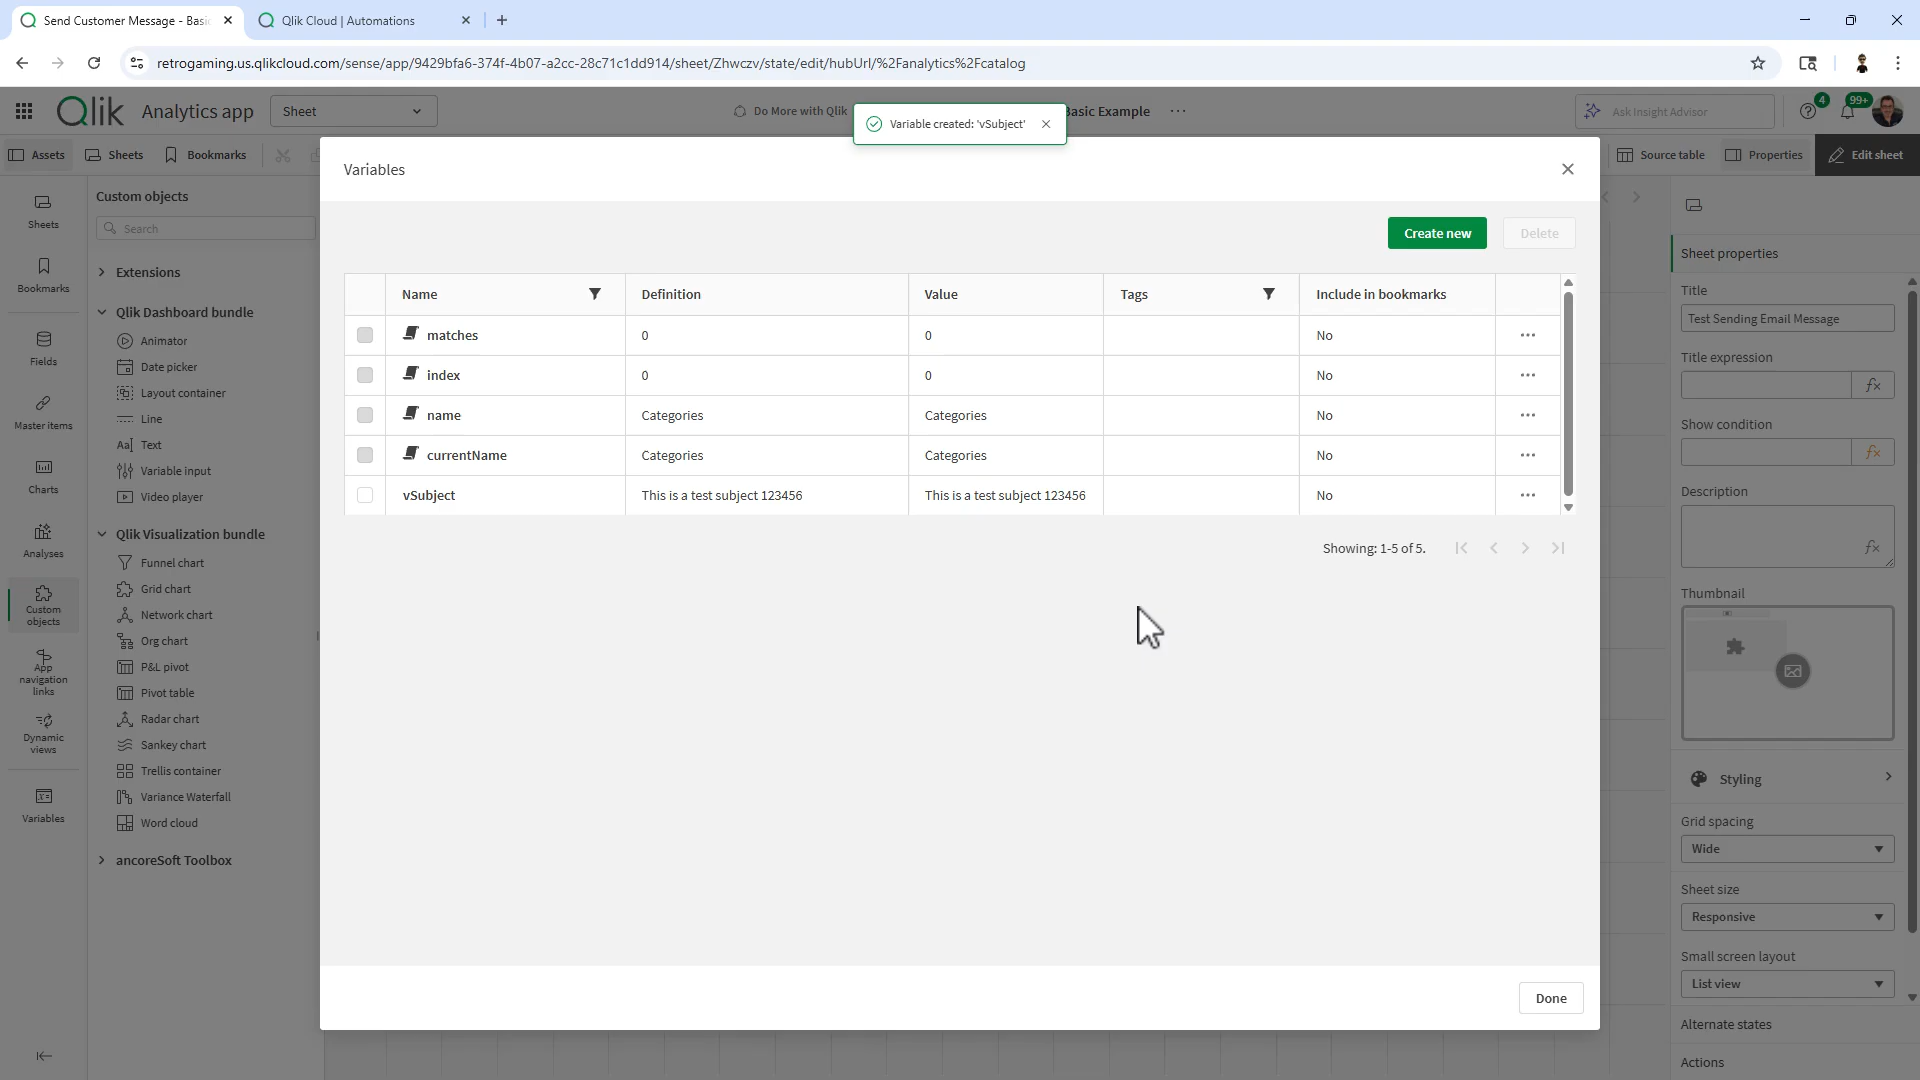 Send Customer Message - Basic
Qlik Cloud | Automations
retrogaming.us.qlikcloud.com/sense/app/9429bfa6-374f-4b07-a2cc-28c71c1dd914/sheet/Zhwczv/state/edit/hubUrl/%2Fanalytics%2Fcatalog
Qlik
Analytics app
Sheet
Do More with Qlik
Basic Example
Ask Insight Advisor
4
99+
Variable created: 'vSubject'
Assets
Sheets
Bookmarks
Source table
Properties
Edit sheet
Sheets
Bookmarks
Fields
Master items
Charts
Analyses
Custom
objects
App
navigation
links
Dynamic
views
Variables
Custom objects
Search
Extensions
Qlik Dashboard bundle
Animator
Date picker
Layout container
Line
Text
Variable input
Video player
Qlik Visualization bundle
Funnel chart
Grid chart
Network chart
Org chart
P&L pivot
Pivot table
Radar chart
Sankey chart
Trellis container
Variance Waterfall
Word cloud
ancoreSoft Toolbox
Variables
Create new
Delete
Name Definition Value Tags Include in bookmarks
matches 0 0 No
index 0 0 No
name Categories Categories No
currentName Categories Categories No
vSubject This is a test subject 123456 This is a test subject 123456 No
Showing: 1-5 of 5.
Done
Sheet properties
Title
Test Sending Email Message
Title expression
Show condition
Description
Thumbnail
Styling
Grid spacing
Wide
Sheet size
Responsive
Small screen layout
List view
Alternate states
Actions